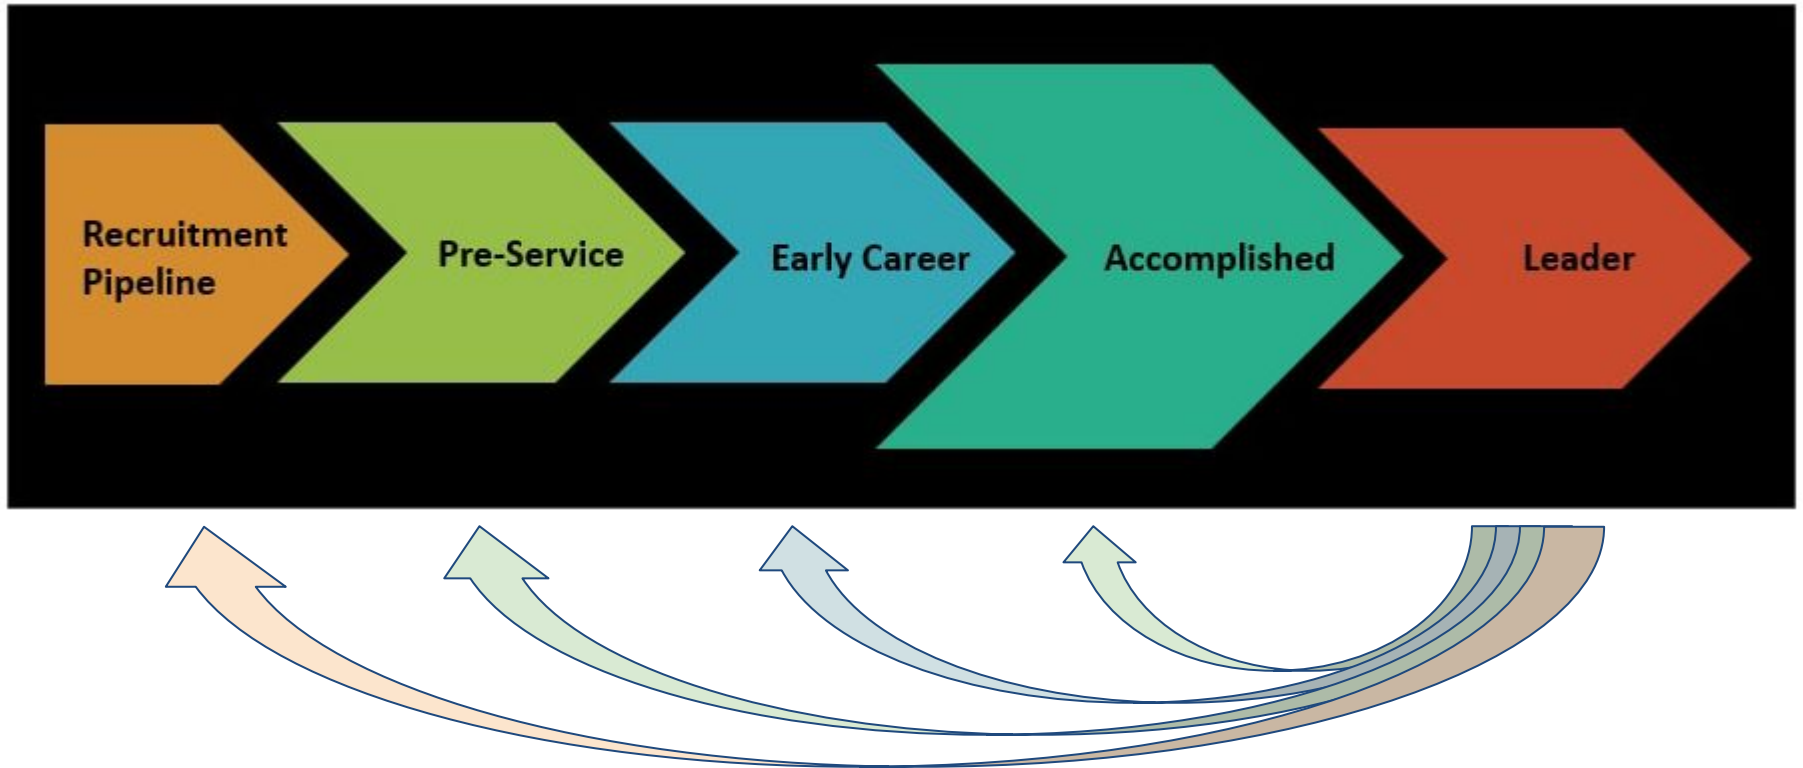 Recruitment
Pipeline
Pre-Service
Early Career
Accomplished
Leader